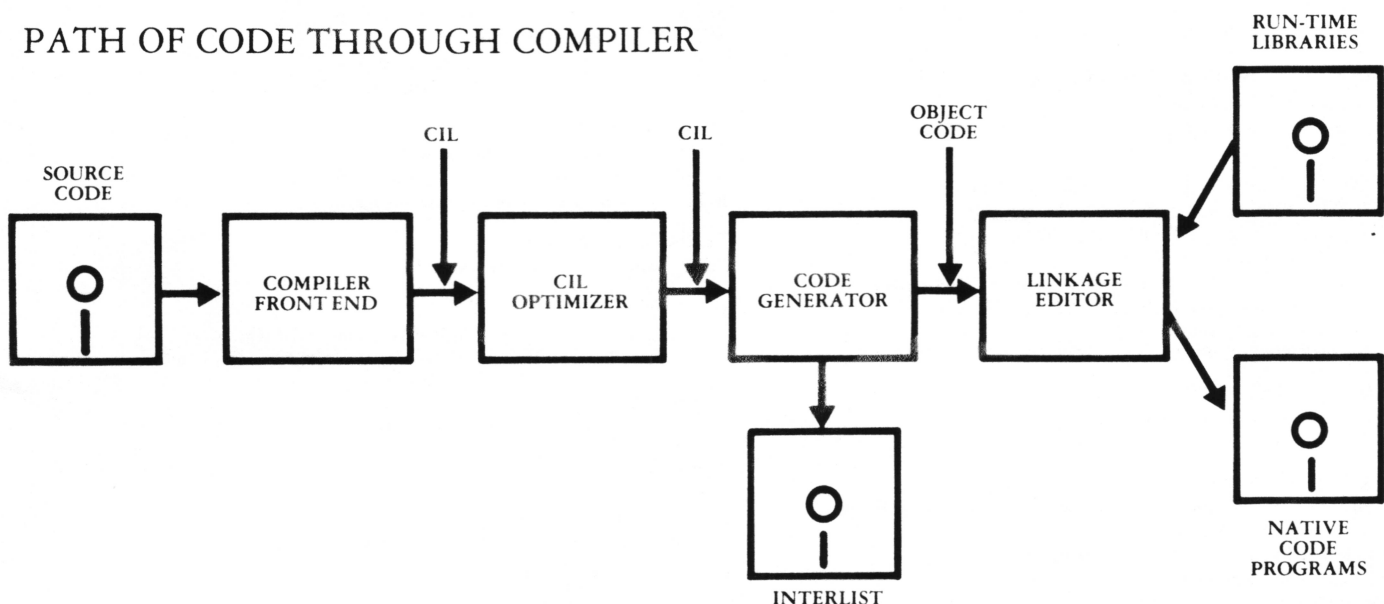 PATH OF CODE THROUGH COMPILER
RUN-TIME
LIBRARIES
CIL
CIL
OBJECT
CODE
SOURCE
CODE
COMPILER
FRONT END
CIL
OPTIMIZER
CODE
GENERATOR
LINKAGE
EDITOR
INTERLIST
NATIVE
CODE
PROGRAMS